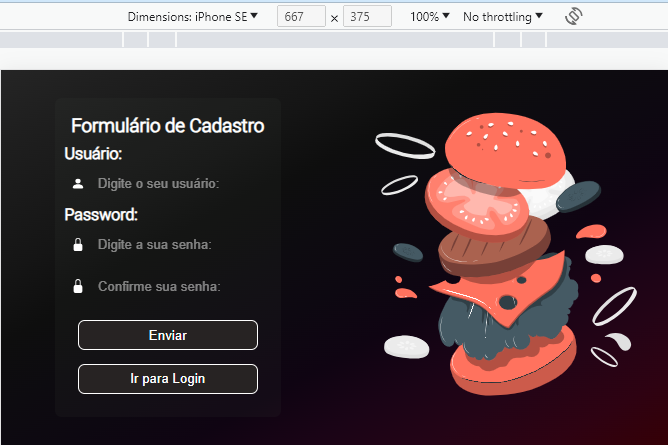 Dimensions: iPhone SE 667 × 375 100% No throttling
Formulário de Cadastro
Usuário:
Digite o seu usuário:
Password:
Digite a sua senha:
Confirme sua senha:
Enviar
Ir para Login